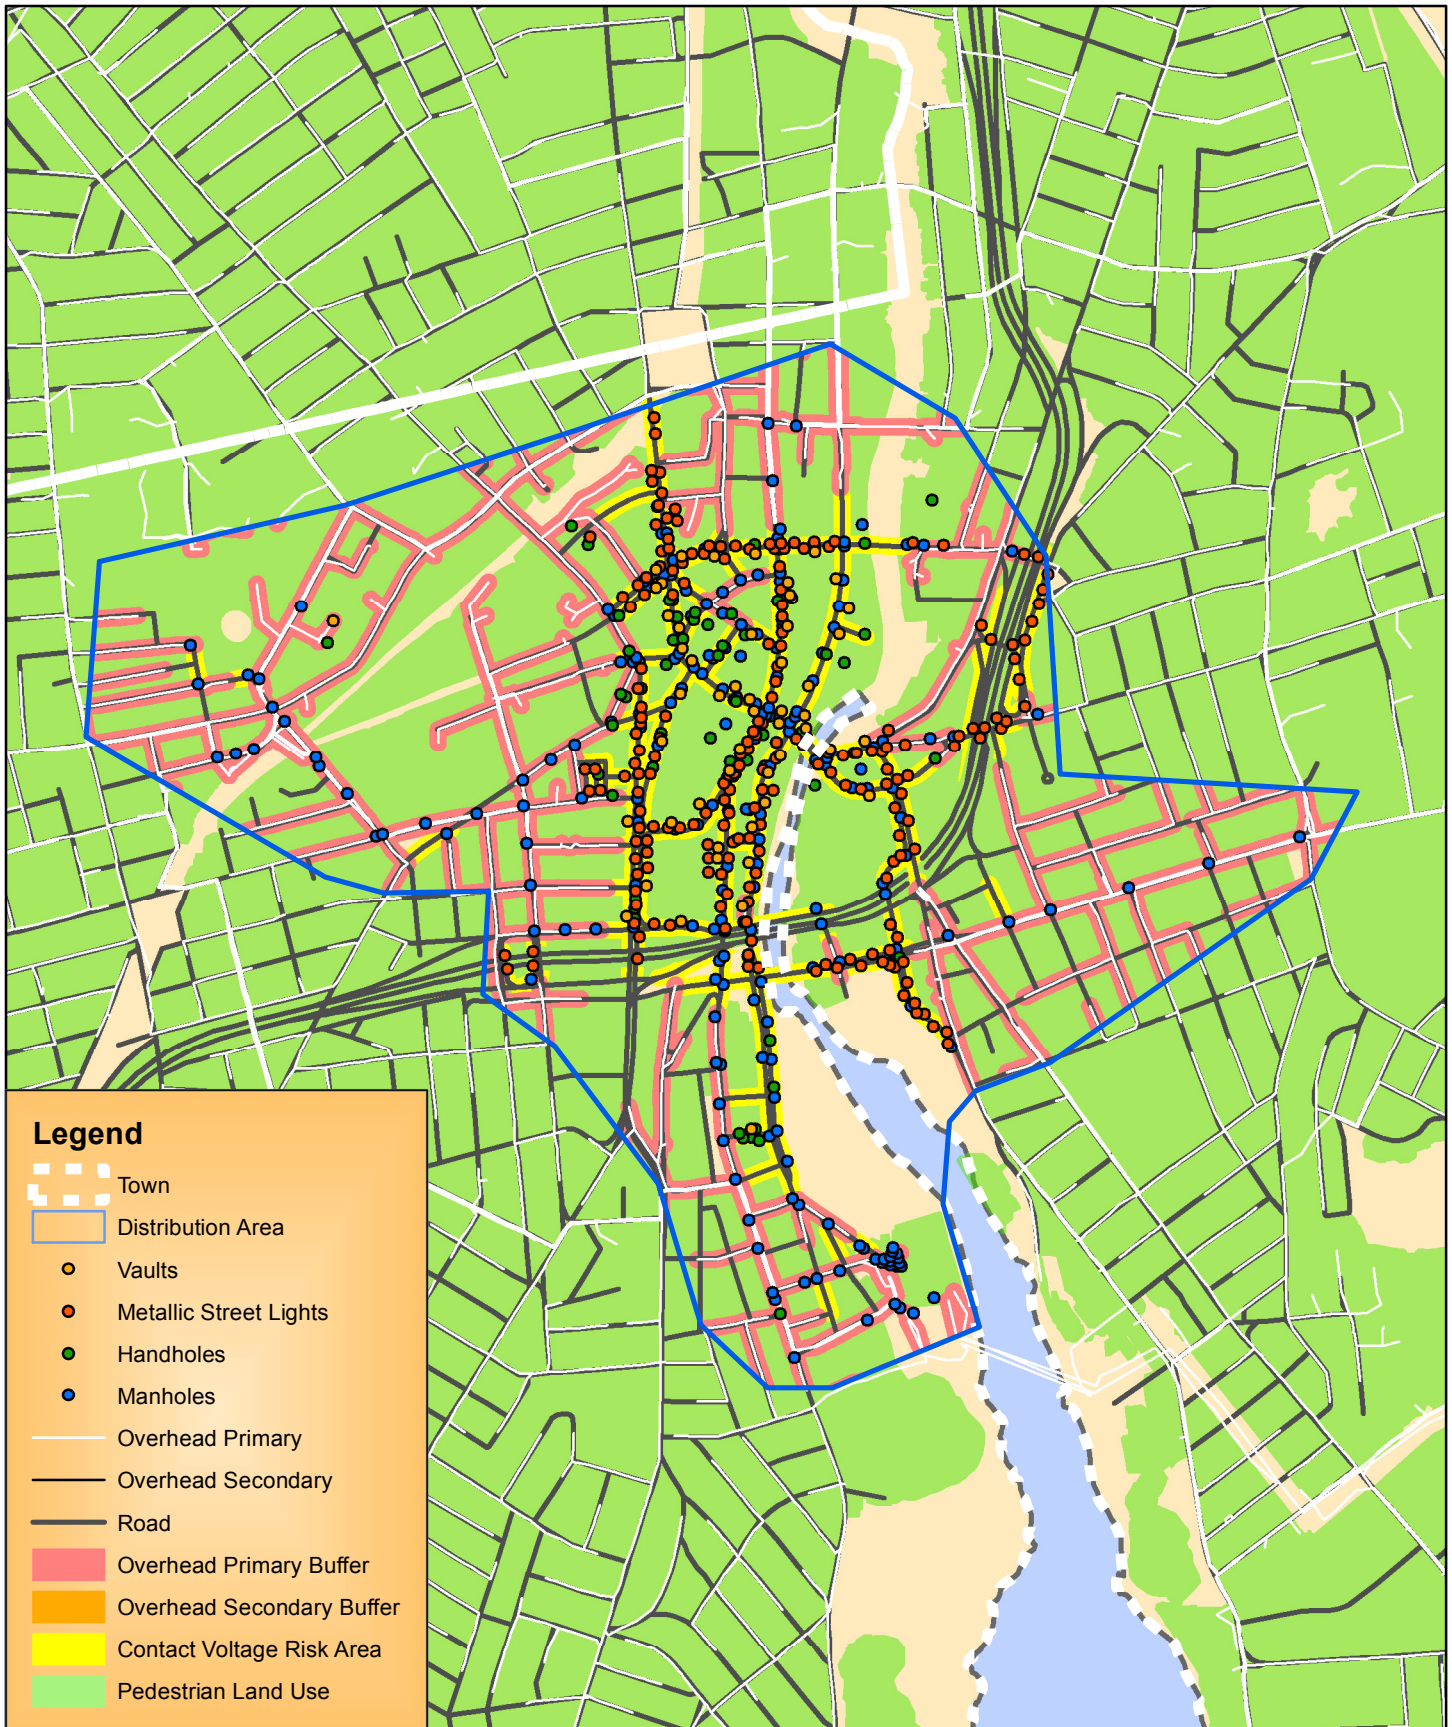 Legend
Town
Distribution Area
Vaults
Metallic Street Lights
Handholes
Manholes
Overhead Primary
Overhead Secondary
Road
Overhead Primary Buffer
Overhead Secondary Buffer
Contact Voltage Risk Area
Pedestrian Land Use